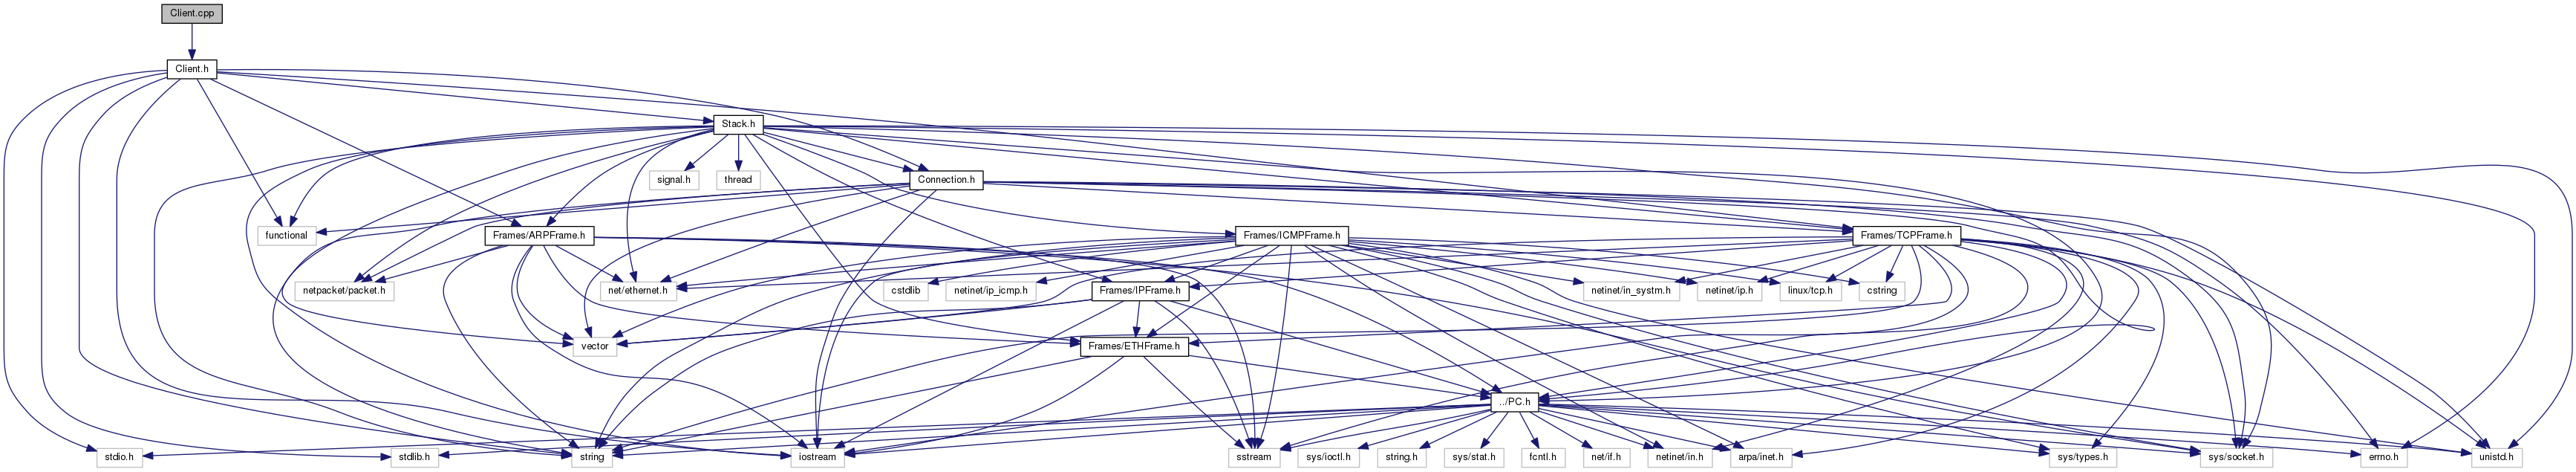 Client.cpp
Client.h
Stack.h
signal.h
thread
Connection.h
functional
Frames/ARPFrame.h
Frames/ICMPFrame.h
Frames/TCPFrame.h
netpacket/packet.h
net/ethernet.h
cstdlib
netinet/ip_icmp.h
Frames/IPFrame.h
netinet/in_systm.h
netinet/ip.h
linux/tcp.h
cstring
vector
Frames/ETHFrame.h
../PC.h
stdio.h
stdlib.h
string
iostream
sstream
sys/ioctl.h
string.h
sys/stat.h
fcntl.h
net/if.h
netinet/in.h
arpa/inet.h
sys/types.h
sys/socket.h
errno.h
unistd.h